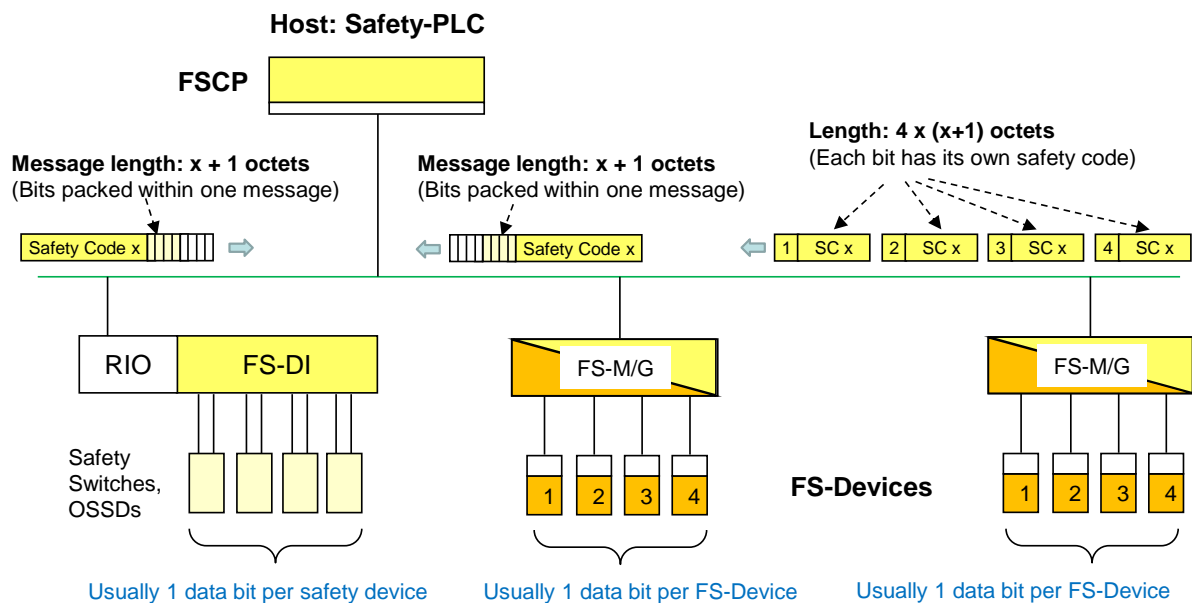 Host: Safety-PLC
FSCP
Message length: x + 1 octets
(Bits packed within one message)
Message length: x + 1 octets
(Bits packed within one message)
Length: 4 x (x+1) octets
(Each bit has its own safety code)
Safety Code x
Safety Code x
1 SC x
2 SC x
3 SC x
4 SC x
RIO
FS-DI
FS-M/G
FS-M/G
Safety
Switches,
OSSDs
1 2 3 4
FS-Devices
1 2 3 4
Usually 1 data bit per safety device
Usually 1 data bit per FS-Device
Usually 1 data bit per FS-Device